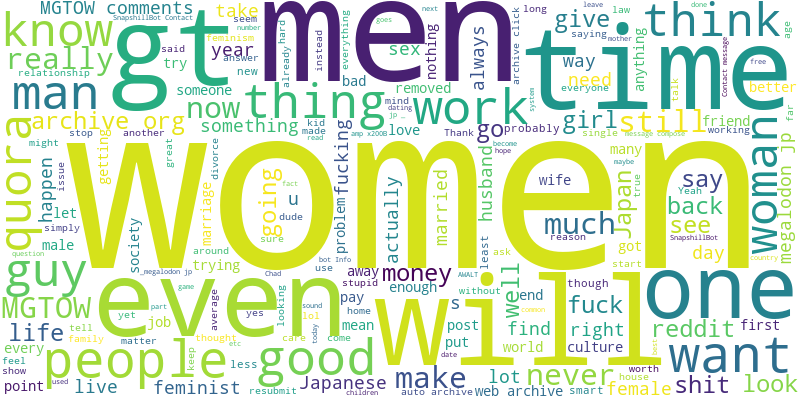 MGTOW comments
SnapshillBot Contact
number
goes
said
already
hard
instead
everything
nothing
archive click
always
long
saying
way
law
mother
leave
done
next
age
know
really
gt
men
time
think
give
take
feminism
year
sex
seem
answer
new
try
relationship
someone
bad
removed
mind
dating
JP
need
everyone
anything
talk
free
Contact message
better
man
now
thing
work
archive org
something
kid
made
read
love
amp x200B
Thank
go
probably
girl
single
message compose
still
friend
working
far
stop
another
might
issue
great
divorce
getting
quora
happen
let
simply
male
society
marriage
going
sure
fact
dude
u
problem
fucking
actually
married
husband
become
hope
system
wife
reason
much
many
maybe
got
Japan
true
Yeah
say
back
see
day
SnapshillBot
woman
megalodon jp
women
question
guy
MGTOW
life
every
feel
show
point
used
even
_megalodon jp
around
trying
looking
bot Info
use
Chad
away
stupid
money
enough
least
AWALT
without
well
ask
end
though
start
country
will
one
yet
part
job
tell
family
matter
people
average
game
thought
keep
yes
etc
less
good
care
lol
sound
today
pay
home
come
mean
make
s
post
put
date
find
world
common
fuck
right
culture
house
worth
best
reddit
first
want
live
feminist
resubmit
Japanese
children
auto archive
lot
web archive
never
smart
female
shit
look